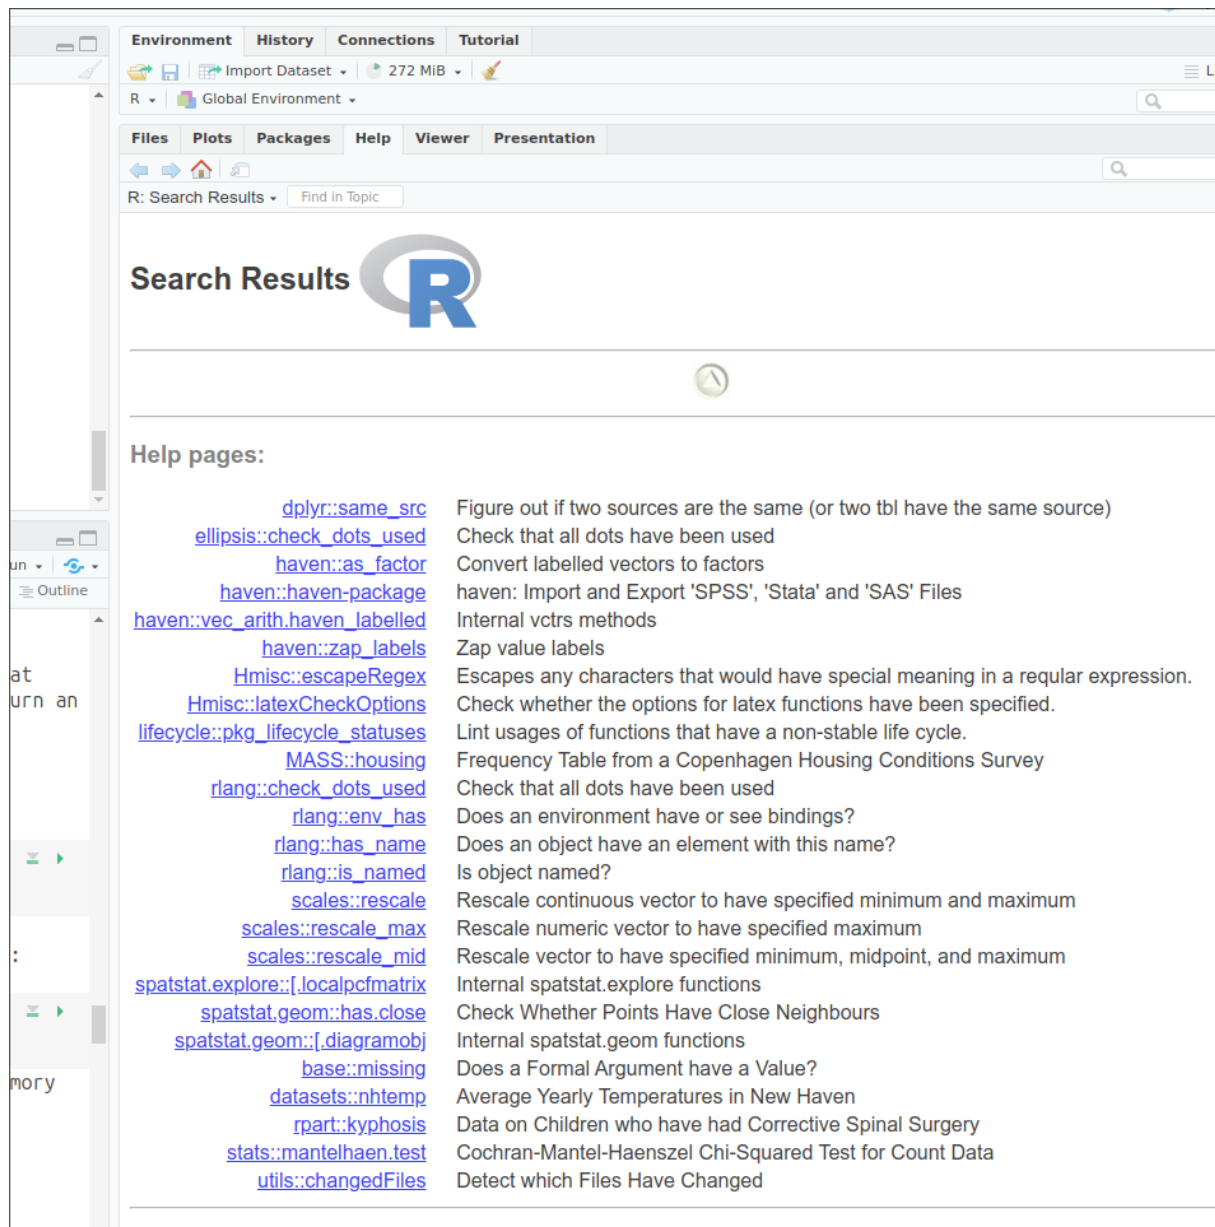 Environment History Connections Tutorial
Import Dataset 272 MiB
R Global Environment
Files Plots Packages Help Viewer Presentation
R: Search Results Find in Topic
Search Results R
Help pages:
dplyr::same_src Figure out if two sources are the same (or two tbl have the same source)
ellipsis::check_dots_used Check that all dots have been used
haven::as_factor Convert labelled vectors to factors
haven::haven-package haven: Import and Export 'SPSS', 'Stata' and 'SAS' Files
haven::vec_arith.haven_labelled Internal vctrs methods
haven::zap_labels Zap value labels
Hmisc::escapeRegex Escapes any characters that would have special meaning in a reqular expression.
Hmisc::latexCheckOptions Check whether the options for latex functions have been specified.
lifecycle::pkg_lifecycle_statuses Lint usages of functions that have a non-stable life cycle.
MASS::housing Frequency Table from a Copenhagen Housing Conditions Survey
rlang::check_dots_used Check that all dots have been used
rlang::env_has Does an environment have or see bindings?
rlang::has_name Does an object have an element with this name?
rlang::is_named Is object named?
scales::rescale Rescale continuous vector to have specified minimum and maximum
scales::rescale_max Rescale numeric vector to have specified maximum
scales::rescale_mid Rescale vector to have specified minimum, midpoint, and maximum
spatstat.explore::[.localpcfmatrix Internal spatstat.explore functions
spatstat.geom::has.close Check Whether Points Have Close Neighbours
spatstat.geom::[.diagramobj Internal spatstat.geom functions
base::missing Does a Formal Argument have a Value?
datasets::nhtemp Average Yearly Temperatures in New Haven
rpart::kyphosis Data on Children who have had Corrective Spinal Surgery
stats::mantelhaen.test Cochran-Mantel-Haenszel Chi-Squared Test for Count Data
utils::changedFiles Detect which Files Have Changed
un
Outline
at
urn an
:
mory